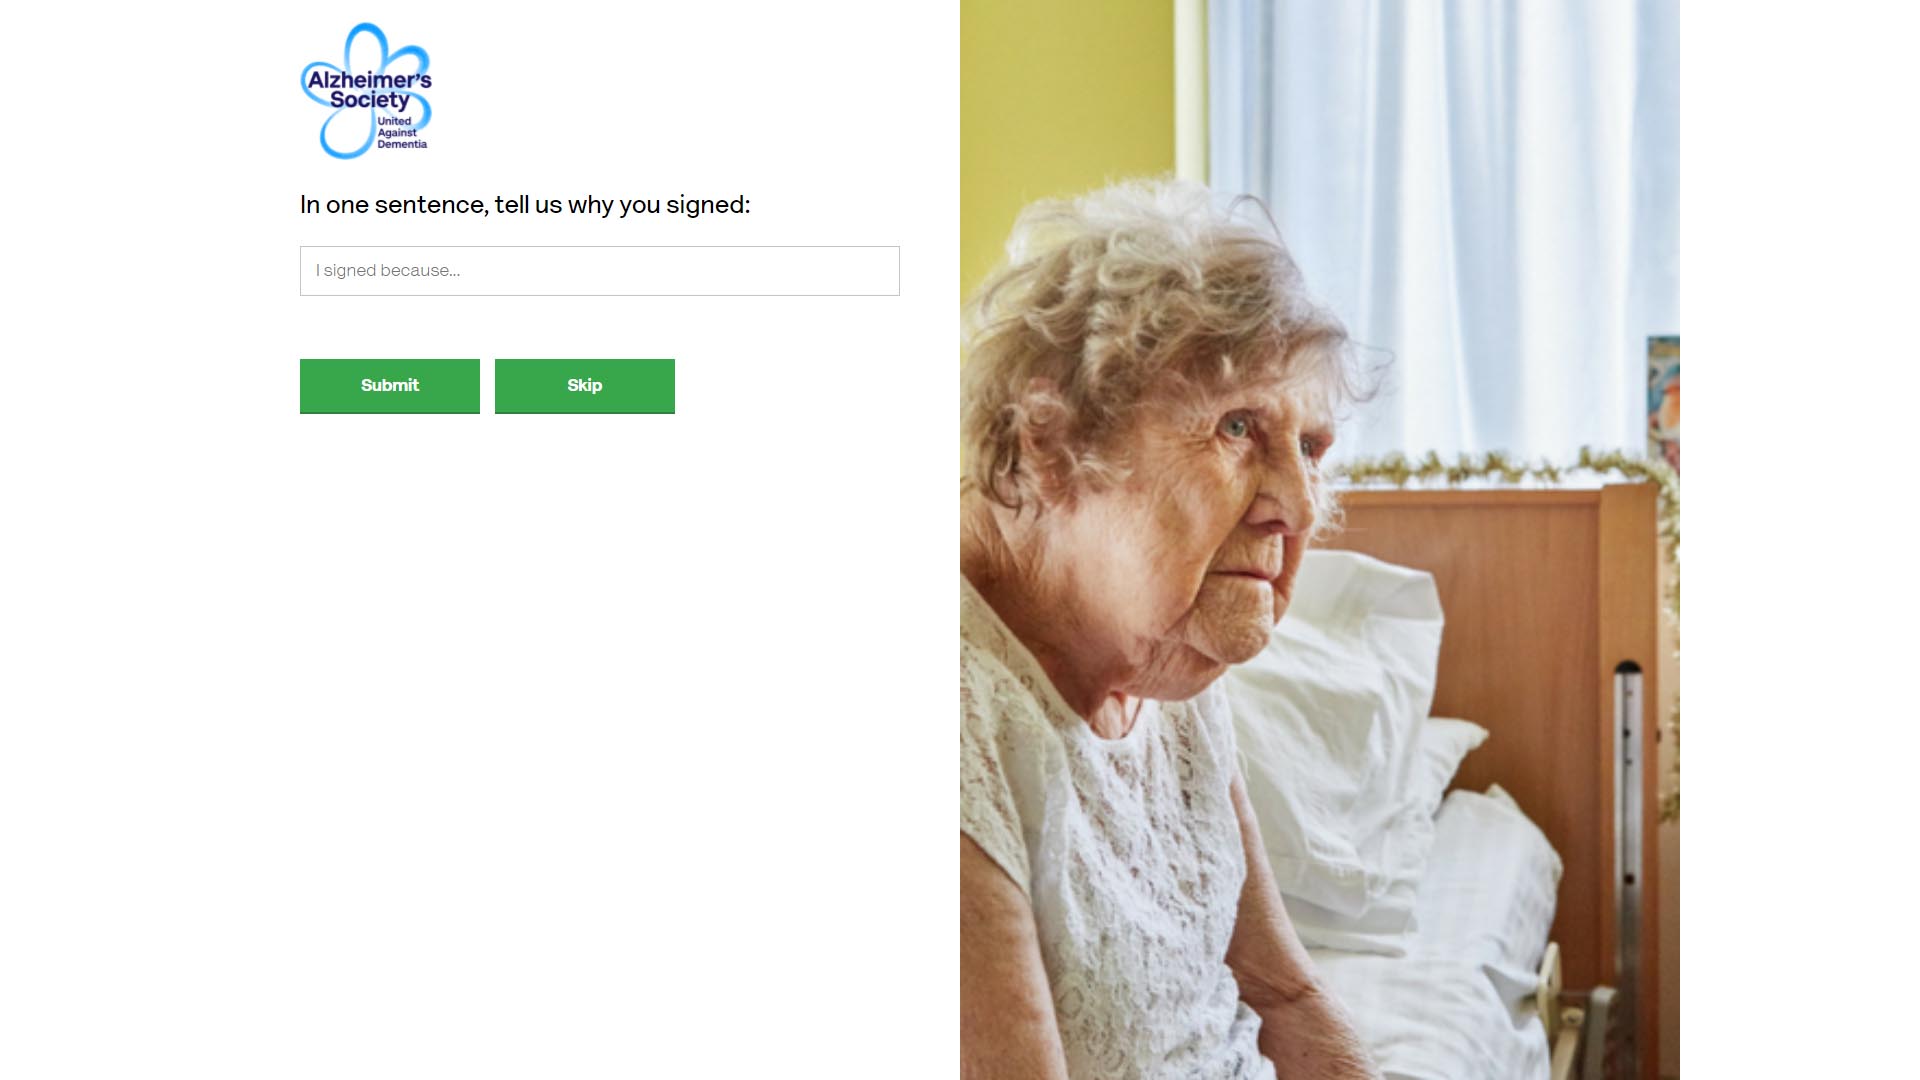 Alzheimer's
Society
United
Against
Dementia
In one sentence, tell us why you signed:
I signed because...
Submit
Skip